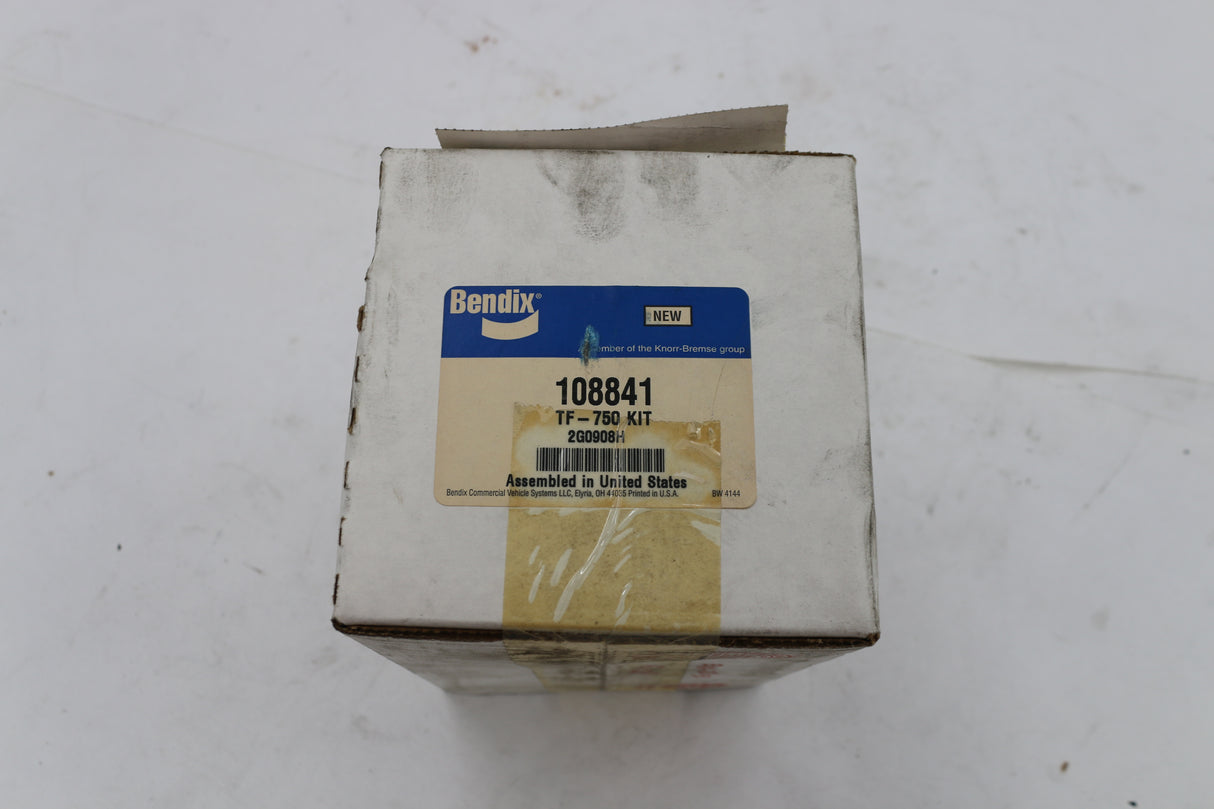 Bendix®
NEW
ember of the Knorr-Bremse group
108841
TF-750 KIT
2G0908H
Assembled in United States
Bendix Commercial Vehicle Systems LLC, Elyria, OH 44035 Printed in U.S.A. BW 4144